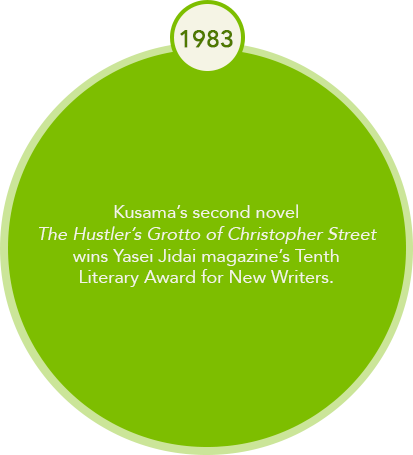 1983
Kusama’s second novel
The Hustler’s Grotto of Christopher Street
wins Yasei Jidai magazine’s Tenth
Literary Award for New Writers.